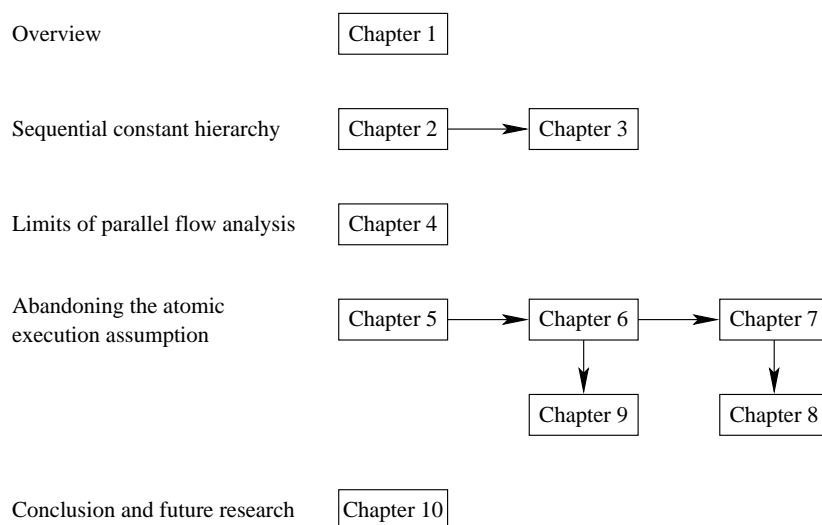 Overview
Chapter 1
Sequential constant hierarchy
Chapter 2
Chapter 3
Limits of parallel flow analysis
Chapter 4
Abandoning the atomic
execution assumption
Chapter 5
Chapter 6
Chapter 7
Chapter 9
Chapter 8
Conclusion and future research
Chapter 10